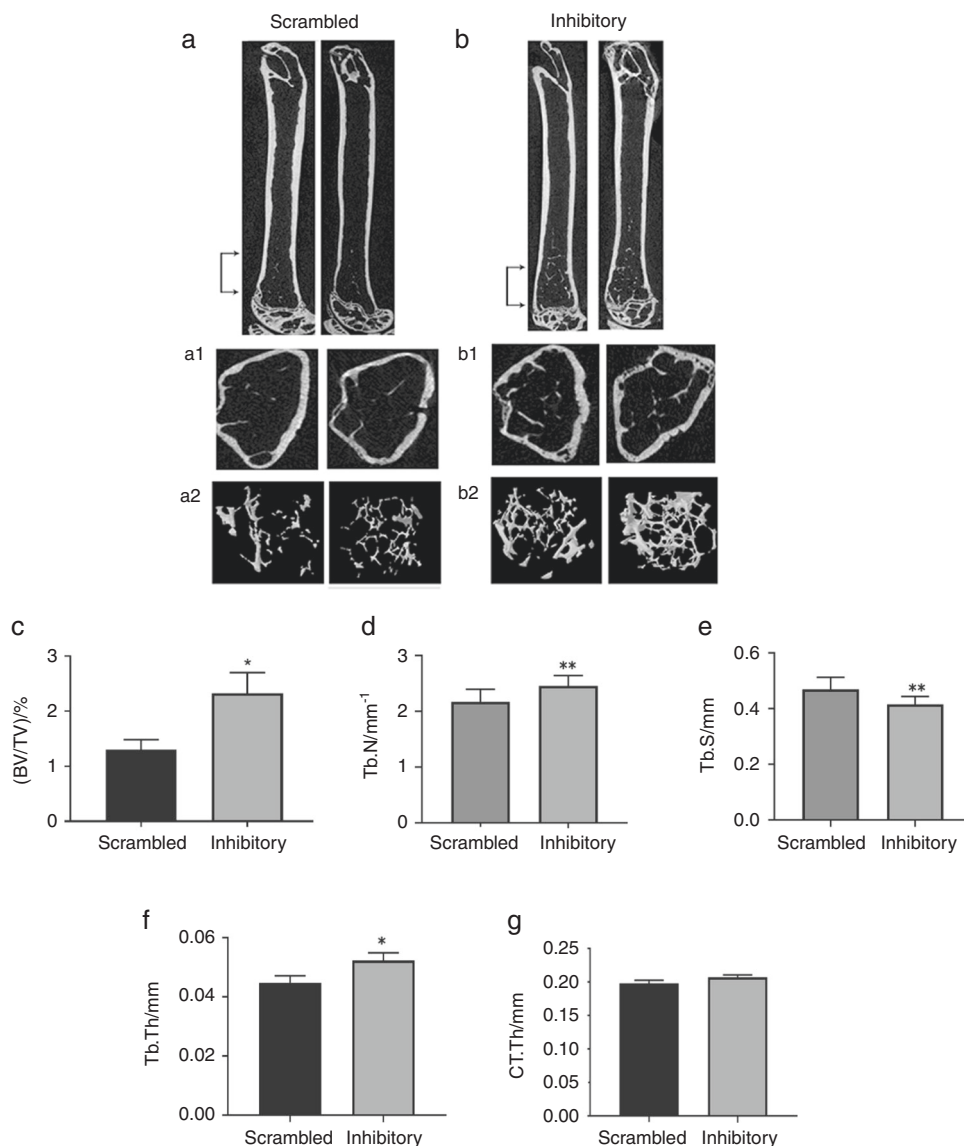 Scrambled
Inhibitory
a
b
a1
b1
a2
b2
c
(BV/TV)/%
3
2
1
0
*
Scrambled Inhibitory
d
Tb.N/mm-1
3
2
1
0
**
Scrambled Inhibitory
e
Tb.S/mm
0.6
0.4
0.2
0.0
**
Scrambled Inhibitory
f
Tb.Th/mm
0.06
0.04
0.02
0.00
*
Scrambled Inhibitory
g
CT.Th/mm
0.25
0.20
0.15
0.10
0.05
0.00
Scrambled Inhibitory